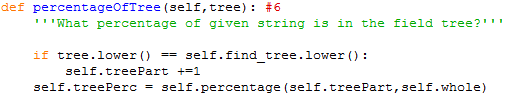 def percentageOfTree(self,tree): #6
    '''What percentage of given string is in the field tree?'''

    if tree.lower() == self.find_tree.lower():
        self.treePart +=1
    self.treePerc = self.percentage(self.treePart,self.whole)